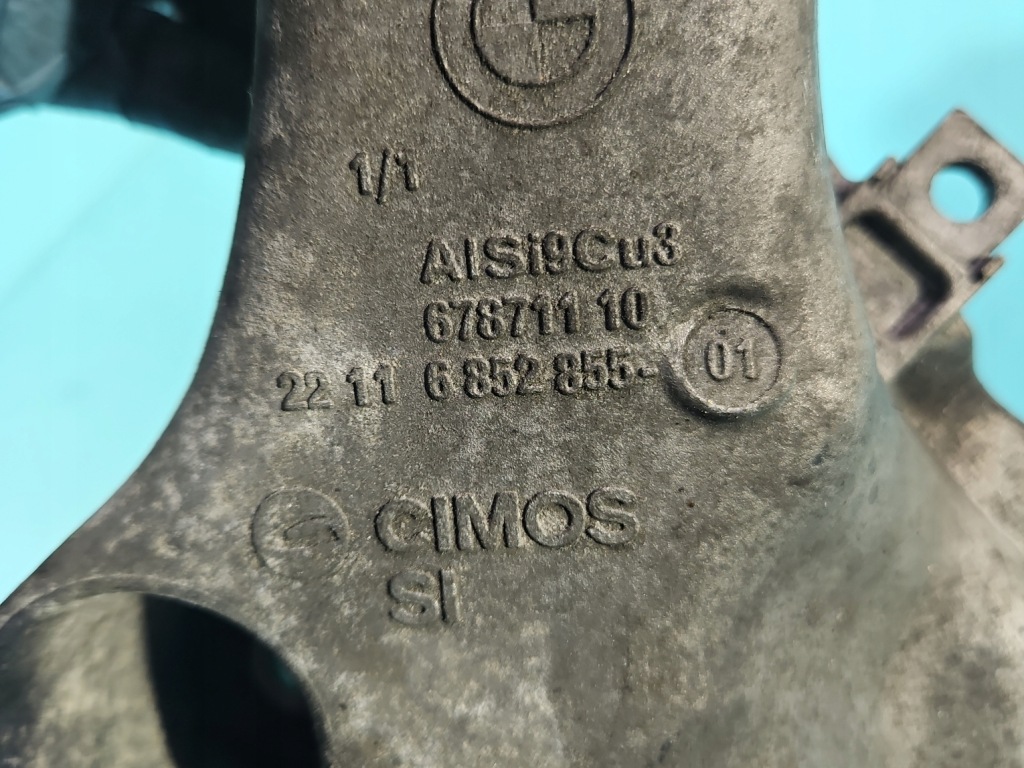 1/1
AlSi9Cu3
678711 10
22 11 6 852 855- 01
CIMOS
SI